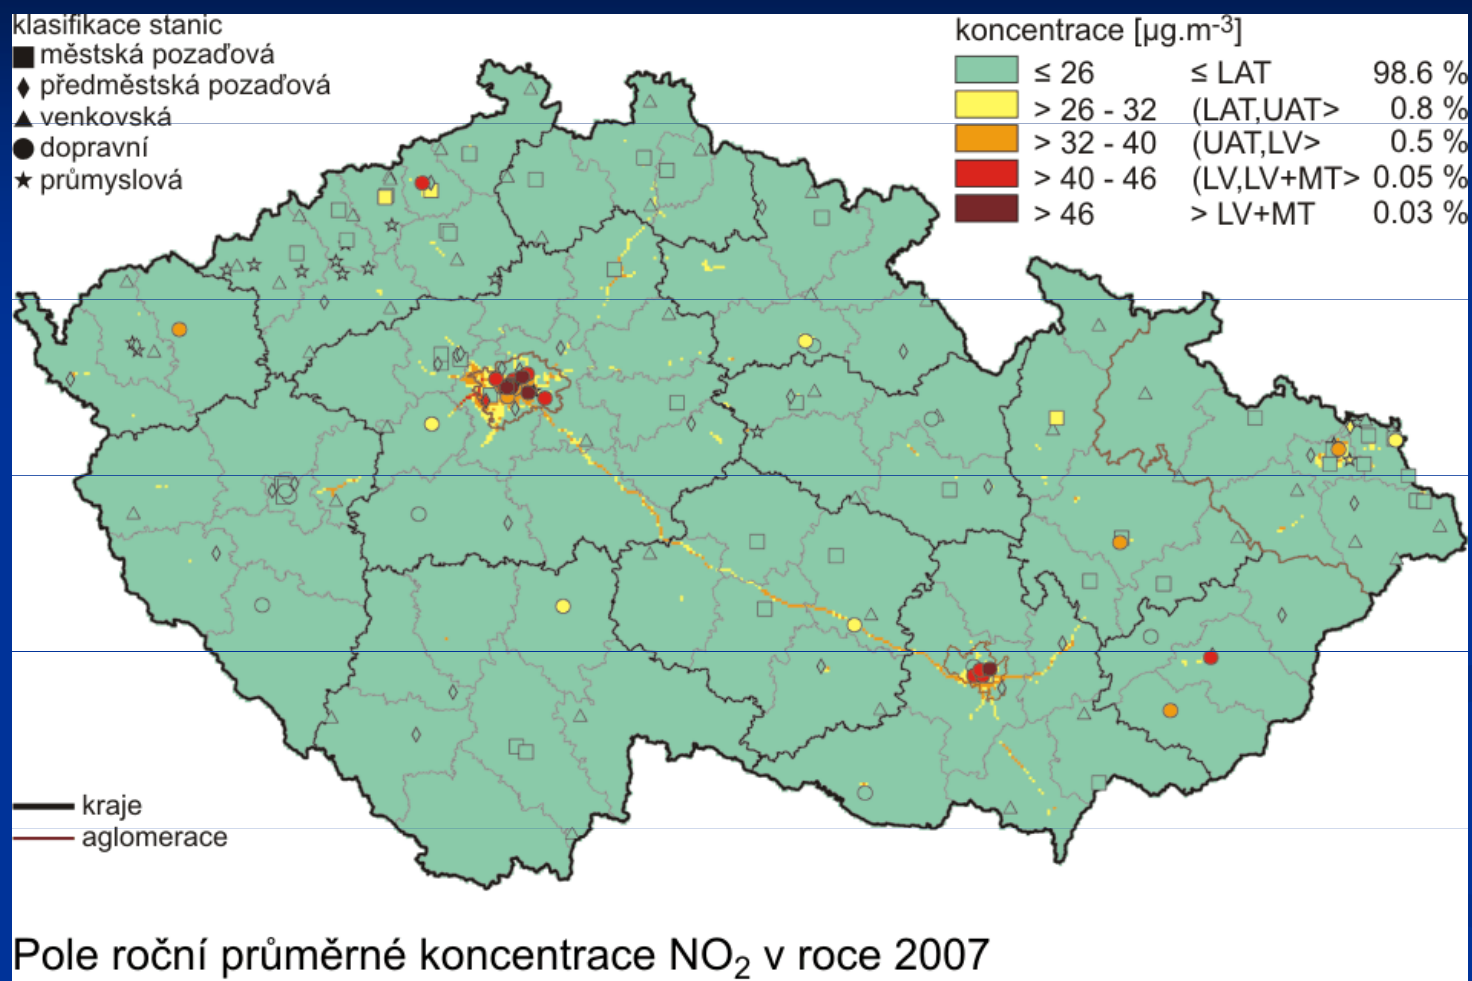 klasifikace stanic
městská pozaďová
předměstská pozaďová
venkovská
dopravní
průmyslová
koncentrace [µg.m-3]
≤ 26 ≤ LAT 98.6 %
> 26 - 32 (LAT,UAT> 0.8 %
> 32 - 40 (UAT,LV> 0.5 %
> 40 - 46 (LV,LV+MT> 0.05 %
> 46 > LV+MT 0.03 %
kraje
aglomerace
Pole roční průměrné koncentrace NO2 v roce 2007